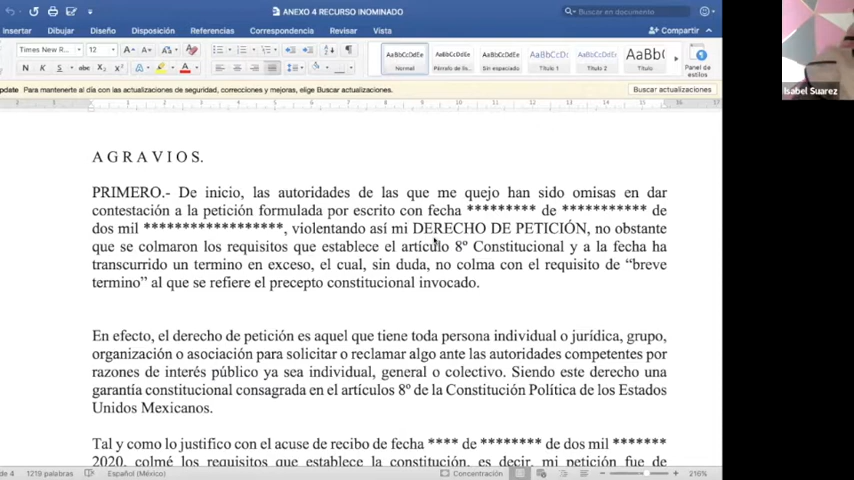 ANEXO 4 RECURSO INOMINADO
Buscar en documento
Insertar Dibujar Diseño Disposición Referencias Correspondencia Revisar Vista Compartir
Times New R... 12
AaBbCcDdEe AaBbCcDdEe AaBbCcDdEe AaBbCcDc AaBbCcDdEe AaBb(
N K S abc X₂ X²
Normal Párrafo de lis... Sin espaciado Título 1 Título 2 Título Panel de estilos
Isabel Suarez
pdate Para mantenerte al día con las actualizaciones de seguridad, correcciones y mejoras, elige Buscar actualizaciones. Buscar actualizaciones
A G R A V I O S.
PRIMERO.- De inicio, las autoridades de las que me quejo han sido omisas en dar
contestación a la petición formulada por escrito con fecha ********* de *********** de
dos mil ******************, violentando así mi DERECHO DE PETICIÓN, no obstante
que se colmaron los requisitos que establece el artículo 8º Constitucional y a la fecha ha
transcurrido un termino en exceso, el cual, sin duda, no colma con el requisito de “breve
termino” al que se refiere el precepto constitucional invocado.
En efecto, el derecho de petición es aquel que tiene toda persona individual o jurídica, grupo,
organización o asociación para solicitar o reclamar algo ante las autoridades competentes por
razones de interés público ya sea individual, general o colectivo. Siendo este derecho una
garantía constitucional consagrada en el artículos 8º de la Constitución Política de los Estados
Unidos Mexicanos.
Tal y como lo justifico con el acuse de recibo de fecha **** de ******** de dos mil *******
2020, colmé los requisitos que establece la constitución, es decir, mi petición fue de
de 4 1219 palabras Español (México) Concentración 216%